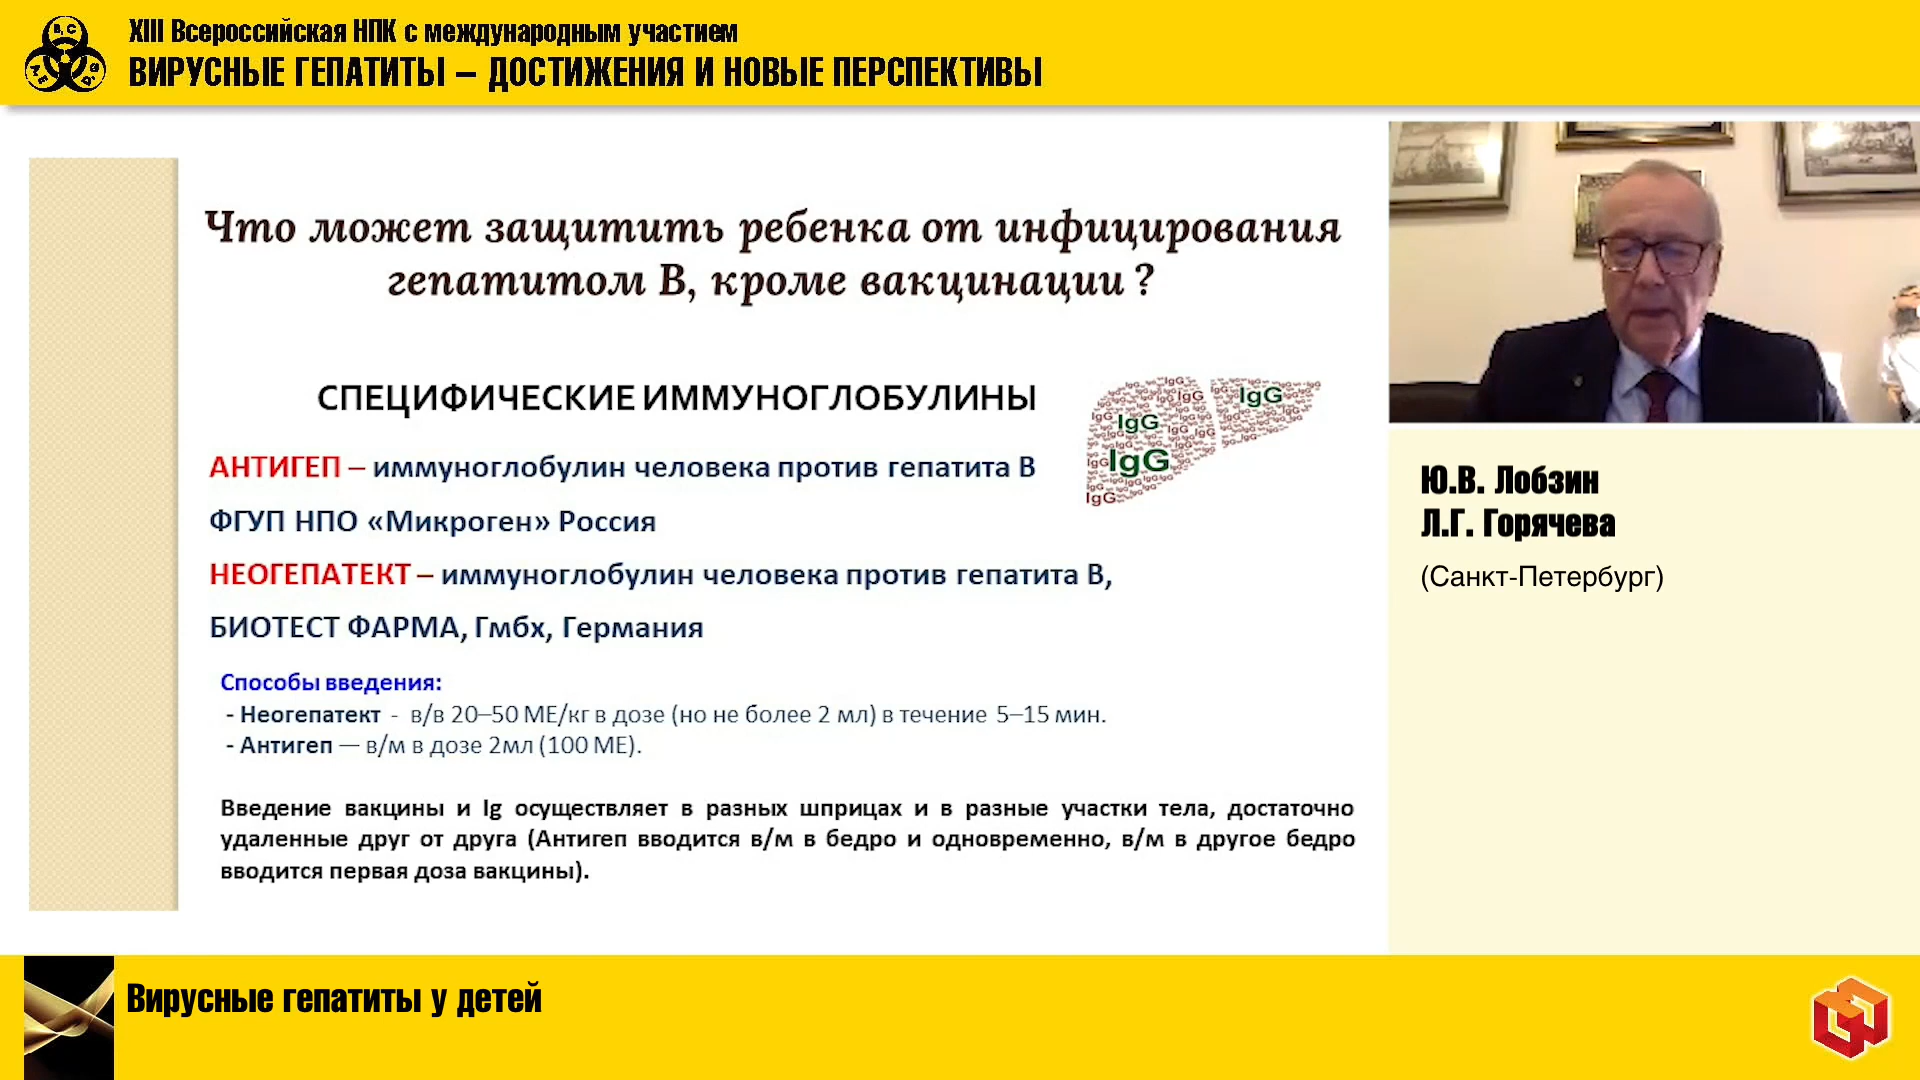 XIII Всероссийская НПК с международным участием
ВИРУСНЫЕ ГЕПАТИТЫ – ДОСТИЖЕНИЯ И НОВЫЕ ПЕРСПЕКТИВЫ
B, C
Что может защитить ребенка от инфицирования
гепатитом В, кроме вакцинации ?
СПЕЦИФИЧЕСКИЕ ИММУНОГЛОБУЛИНЫ
IgG
IgG
IgG
IgG
IgG
АНТИГЕП – иммуноглобулин человека против гепатита В
ФГУП НПО «Микроген» Россия
НЕОГЕПАТЕКТ – иммуноглобулин человека против гепатита В,
БИОТЕСТ ФАРМА, Гмбх, Германия
Способы введения:
- Неогепатект - в/в 20–50 МЕ/кг в дозе (но не более 2 мл) в течение 5–15 мин.
- Антигеп — в/м в дозе 2мл (100 МЕ).
Введение вакцины и Ig осуществляет в разных шприцах и в разные участки тела, достаточно
удаленные друг от друга (Антигеп вводится в/м в бедро и одновременно, в/м в другое бедро
вводится первая доза вакцины).
Ю.В. Лобзин
Л.Г. Горячева
(Санкт-Петербург)
Вирусные гепатиты у детей